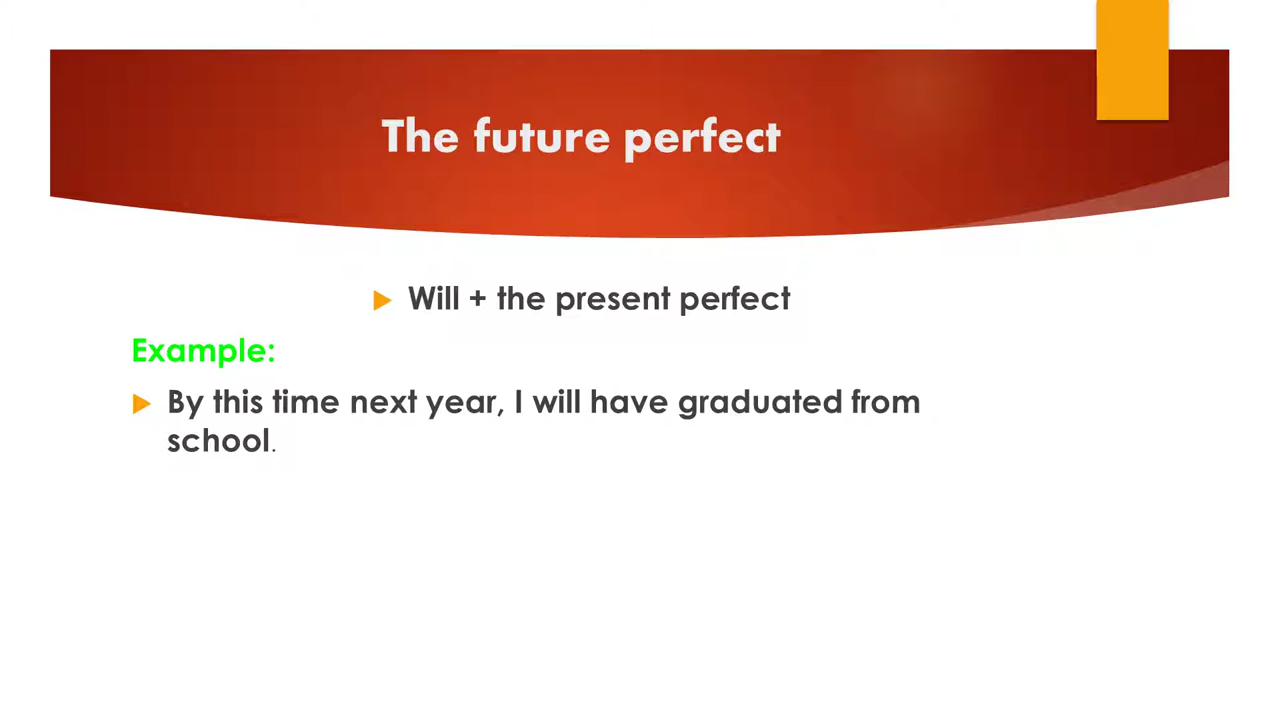 The future perfect
Will + the present perfect
Example:
By this time next year, I will have graduated from
school.